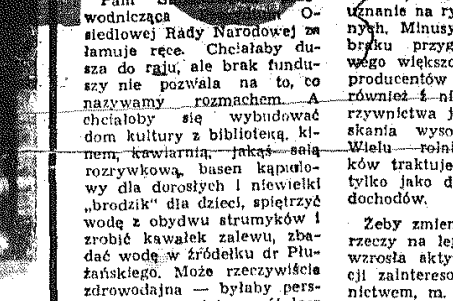 wodnicząca O-
siedlowej Rady Narodowej za
łamuje ręce. Chciałaby du-
sza do raju, ale brak fundu-
szy nie pozwala na to, co
nazywamy rozmachem. A
chciałoby się wybudować
dom kultury z biblioteką, ki-
nem, kawiarnią, jakąś salą
rozrywkową, basen kąpielo-
wy dla dorosłych i niewielki
„brodzik" dla dzieci, spiętrzyć
wodę z obydwu strumyków i
zrobić kawałek zalewu, zba-
dać wodę w źródełku dr Płu-
żańskiego. Może rzeczywiście
zdrowodajna — byłaby pers-
uznanie na ry
nych. Minusy
braku przyg
wego większo
producentów
również z ni
rzywnictwa j
skania wyso
Wielu rolni
ków traktuje
tylko jako d
dochodów.
Żeby zmien
rzeczy na lej
wzrosła akty
cji zaintereso
nictwem, m.